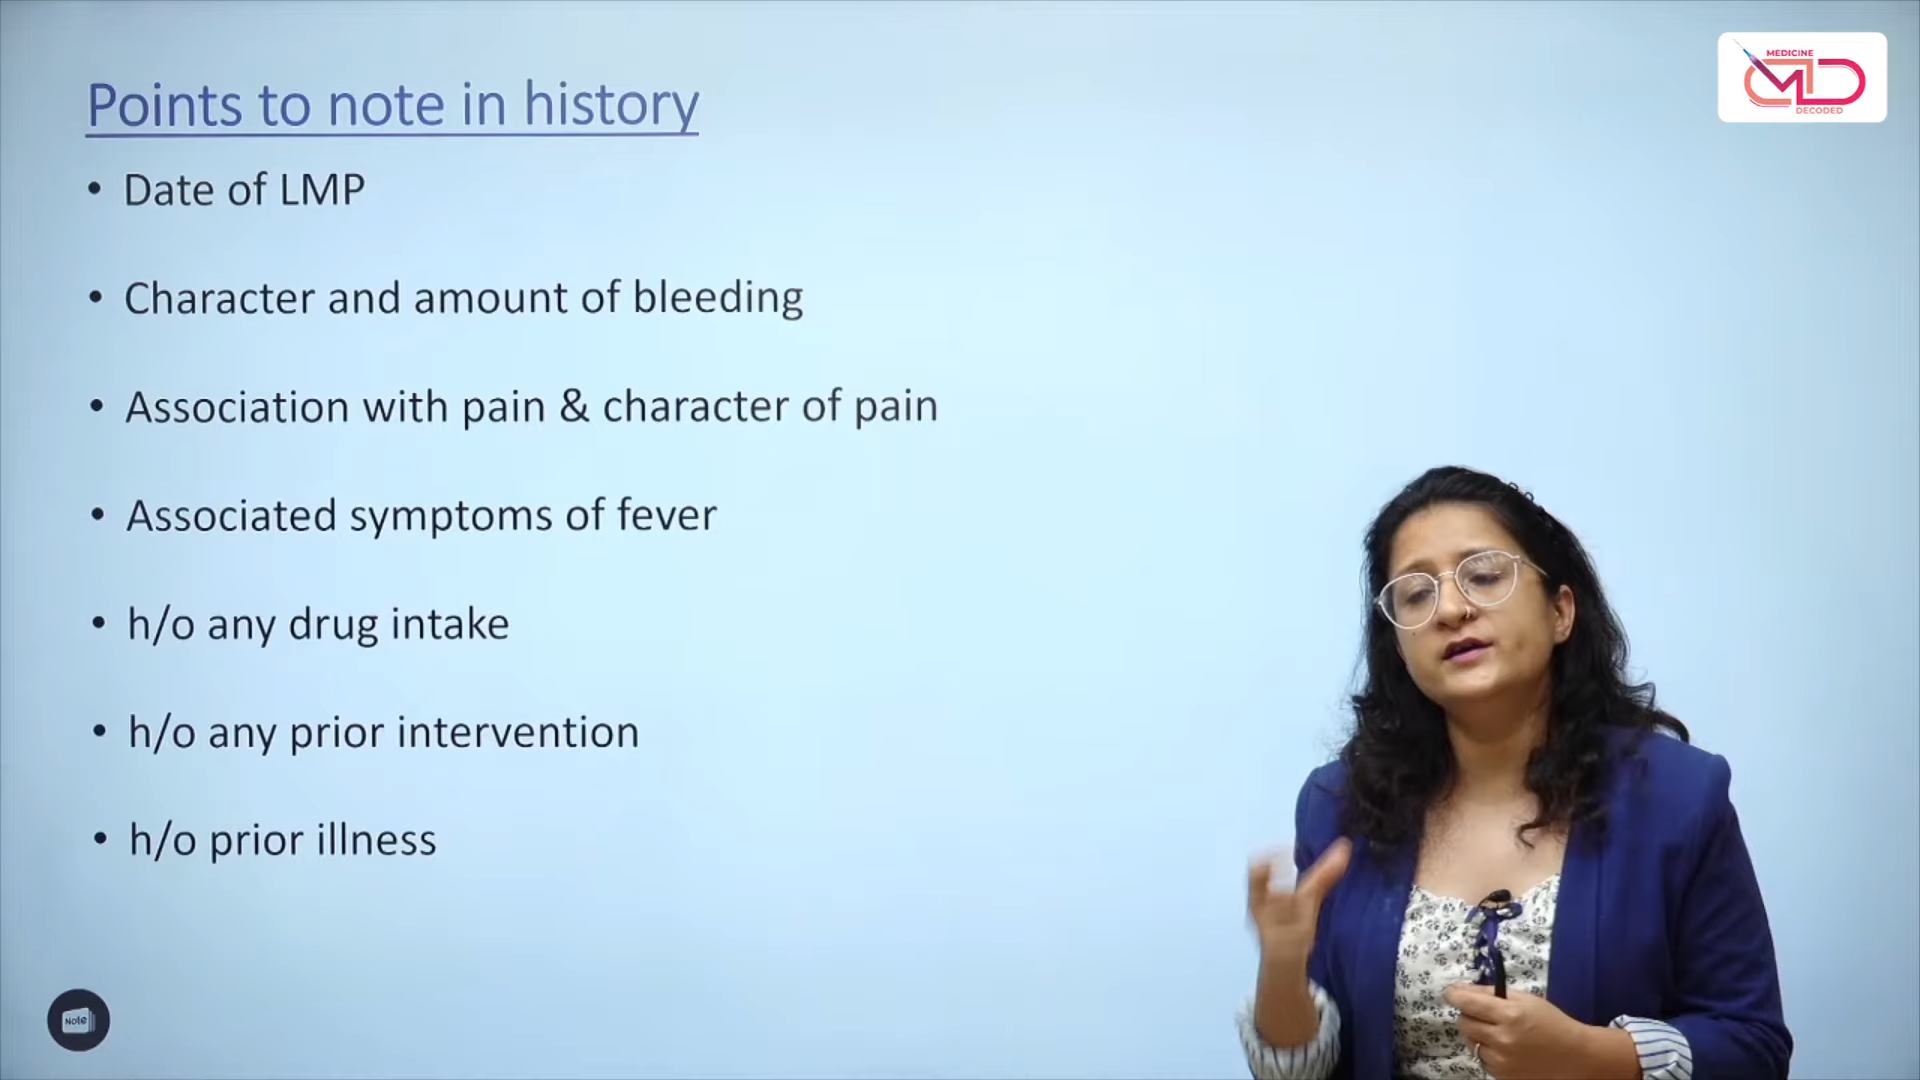 Points to note in history
• Date of LMP
• Character and amount of bleeding
• Association with pain & character of pain
• Associated symptoms of fever
• h/o any drug intake
• h/o any prior intervention
• h/o prior illness
MEDICINE
MD
DECODED
Note